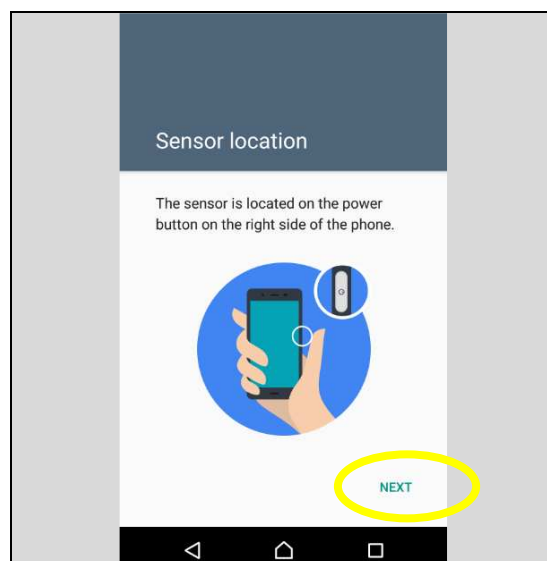 Sensor location
The sensor is located on the power
button on the right side of the phone.
NEXT